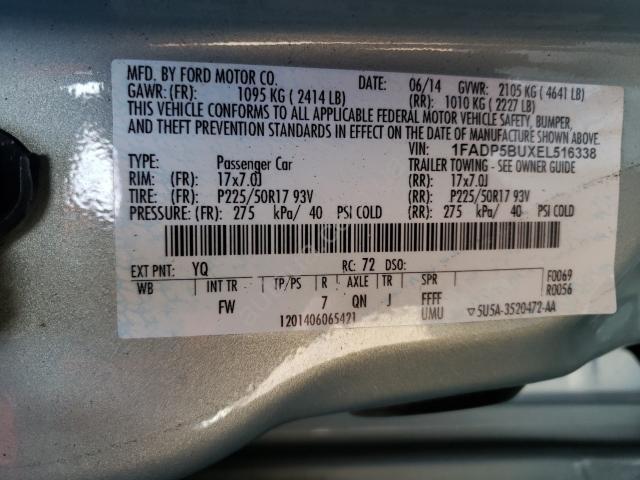 MFD. BY FORD MOTOR CO. DATE: 06/14 GVWR: 2105 KG ( 4641 LB)
GAWR: (FR): 1095 KG ( 2414 LB) (RR): 1010 KG ( 2227 LB)
THIS VEHICLE CONFORMS TO ALL APPLICABLE FEDERAL MOTOR VEHICLE SAFETY, BUMPER,
AND THEFT PREVENTION STANDARDS IN EFFECT ON THE DATE OF MANUFACTURE SHOWN ABOVE.
VIN: 1FADP5BUXEL516338
TYPE: Passenger Car TRAILER TOWING - SEE OWNER GUIDE
RIM: (FR): 17x7.0J (RR): 17x7.0J
TIRE: (FR): P225/50R17 93V (RR): P225/50R17 93V
PRESSURE: (FR): 275 kPa/ 40 PSI COLD (RR): 275 kPa/ 40 PSI COLD
EXT PNT: YQ RC: 72 DSO:
WB INT TR TP/PS R AXLE TR SPR F0069
R0056
FW 7 QN J FFFF
1201406065421 UMU ▽5U5A-3520472-AA